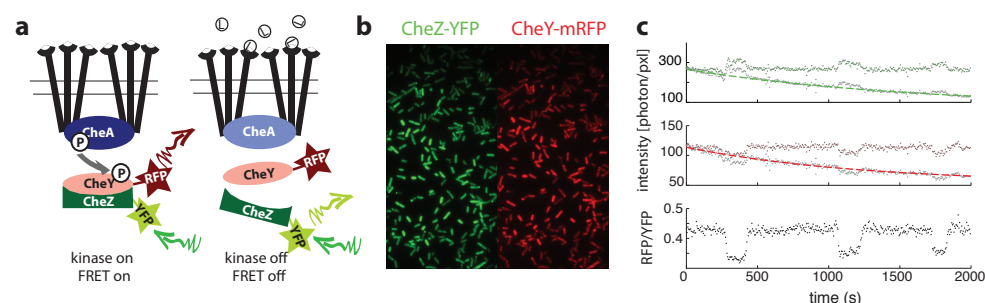 a
L
L
L
L
L
CheA
P
P
CheY
RFP
CheZ
YFP
kinase on
FRET on
CheA
CheY
RFP
CheZ
YFP
kinase off
FRET off
b
CheZ-YFP
CheY-mRFP
c
300
100
150
100
50
intensity [photon/pxl]
0.5
0.4
RFP/YFP
0
500
1000
1500
2000
time (s)